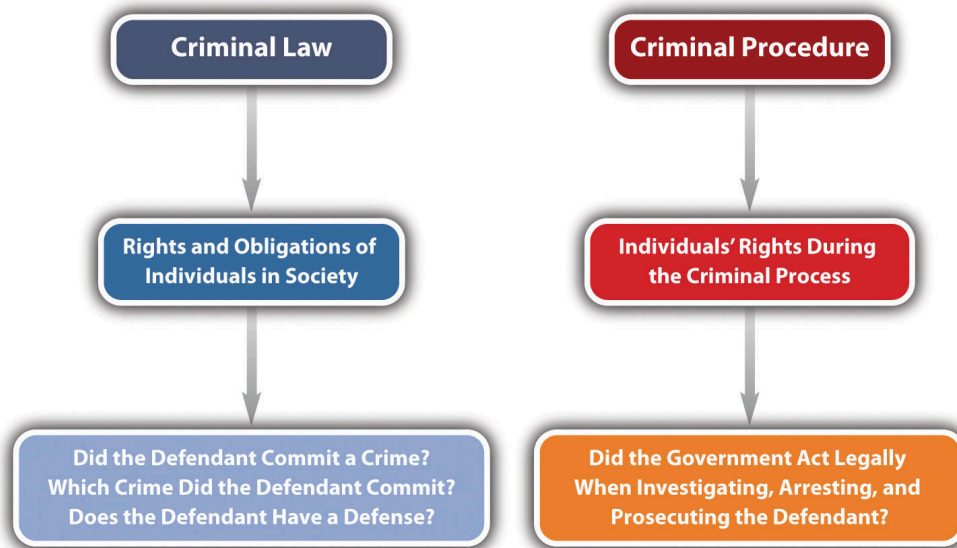 Criminal Law
Rights and Obligations of
Individuals in Society
Did the Defendant Commit a Crime?
Which Crime Did the Defendant Commit?
Does the Defendant Have a Defense?
Criminal Procedure
Individuals’ Rights During
the Criminal Process
Did the Government Act Legally
When Investigating, Arresting, and
Prosecuting the Defendant?